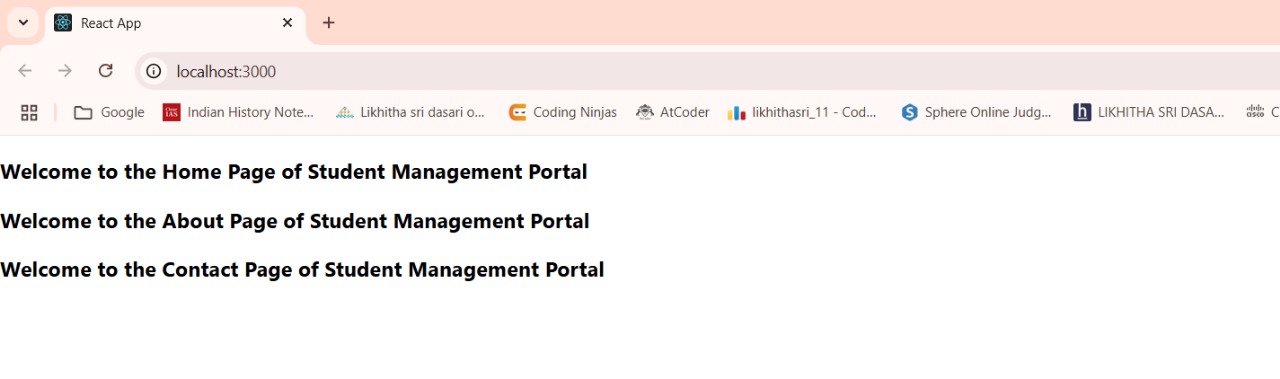 React App
localhost:3000
Google Indian History Note... Likhitha sri dasari o... Coding Ninjas AtCoder likhithasri_11 - Cod... Sphere Online Judg... LIKHITHA SRI DASA... C
Welcome to the Home Page of Student Management Portal
Welcome to the About Page of Student Management Portal
Welcome to the Contact Page of Student Management Portal